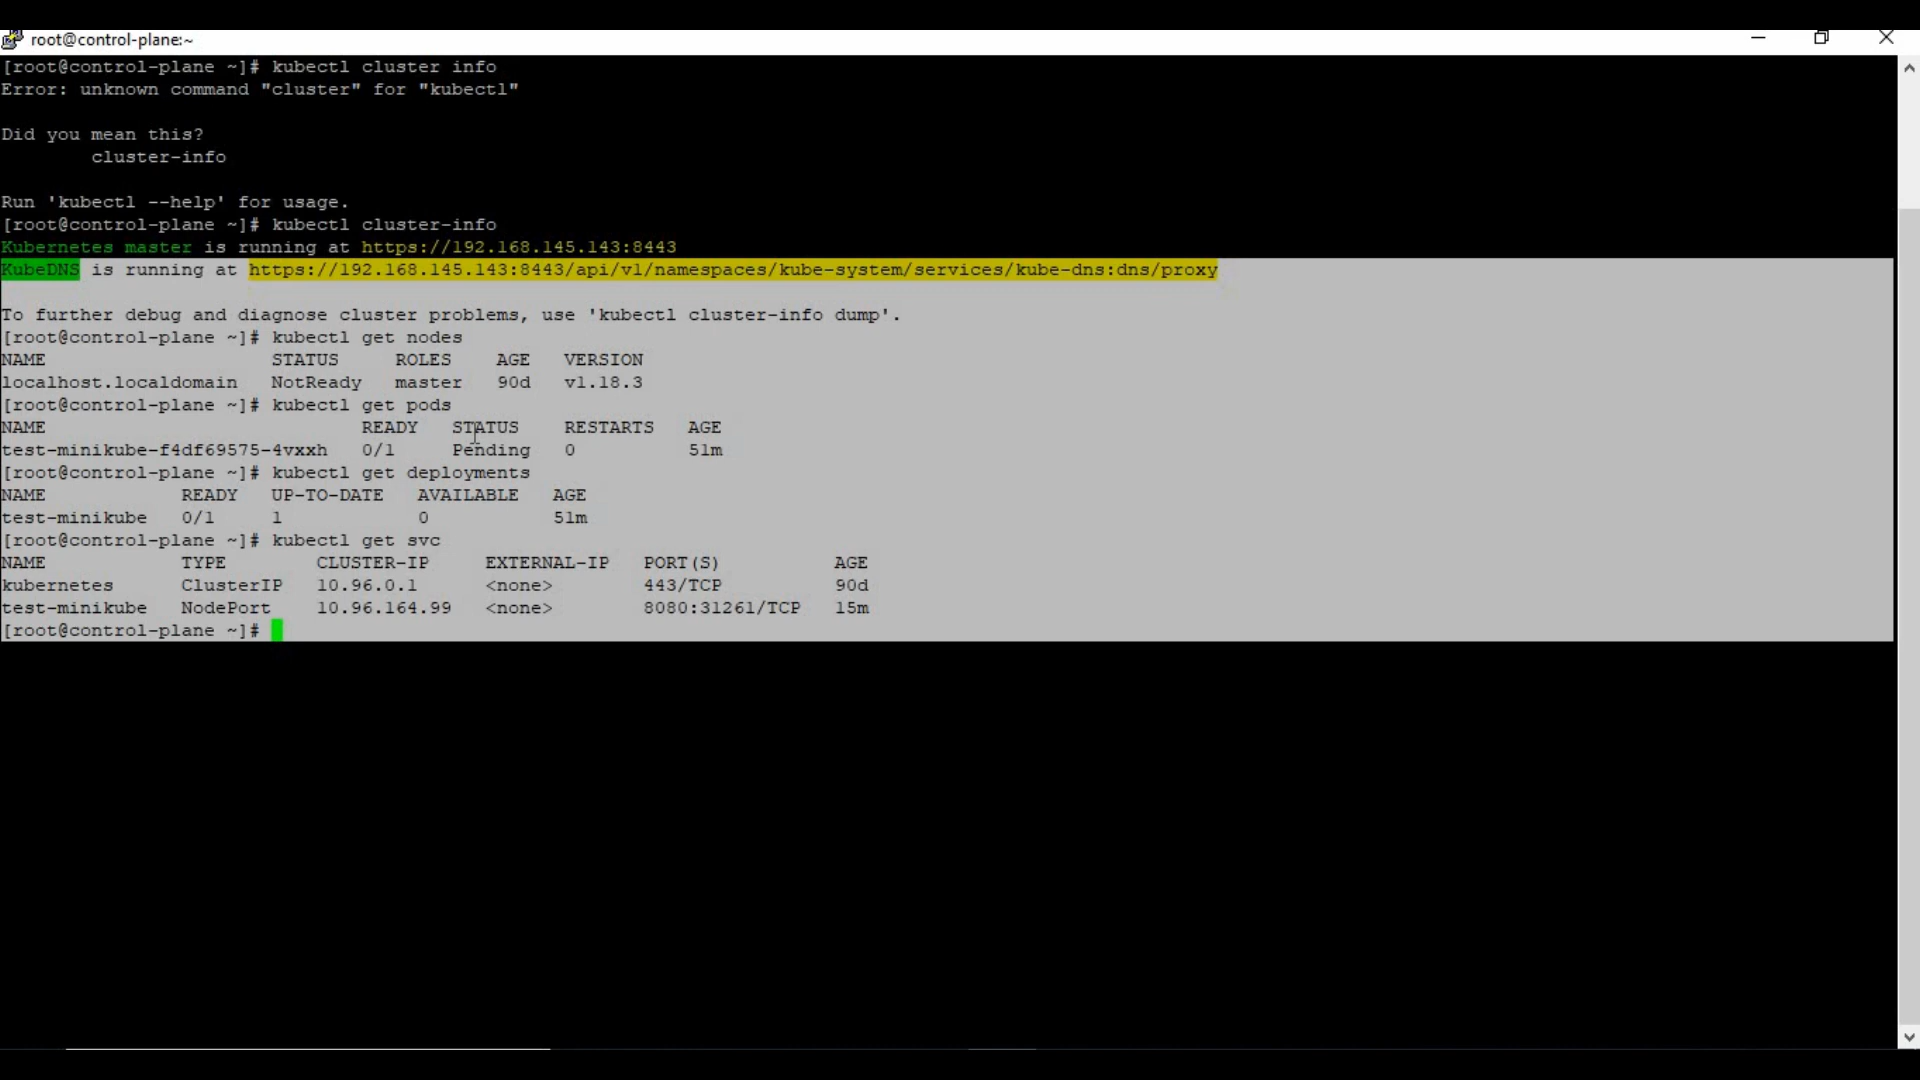 root@control-plane:~
[root@control-plane ~]# kubectl cluster info
Error: unknown command "cluster" for "kubectl"
Did you mean this?
cluster-info
Run 'kubectl --help' for usage.
[root@control-plane ~]# kubectl cluster-info
Kubernetes master is running at https://192.168.145.143:8443
KubeDNS is running at https://192.168.145.143:8443/api/v1/namespaces/kube-system/services/kube-dns:dns/proxy
To further debug and diagnose cluster problems, use 'kubectl cluster-info dump'.
[root@control-plane ~]# kubectl get nodes
NAME STATUS ROLES AGE VERSION
localhost.localdomain NotReady master 90d v1.18.3
[root@control-plane ~]# kubectl get pods
NAME READY STATUS RESTARTS AGE
test-minikube-f4df69575-4vxxh 0/1 Pending 0 51m
[root@control-plane ~]# kubectl get deployments
NAME READY UP-TO-DATE AVAILABLE AGE
test-minikube 0/1 1 0 51m
[root@control-plane ~]# kubectl get svc
NAME TYPE CLUSTER-IP EXTERNAL-IP PORT(S) AGE
kubernetes ClusterIP 10.96.0.1 <none> 443/TCP 90d
test-minikube NodePort 10.96.164.99 <none> 8080:31261/TCP 15m
[root@control-plane ~]#